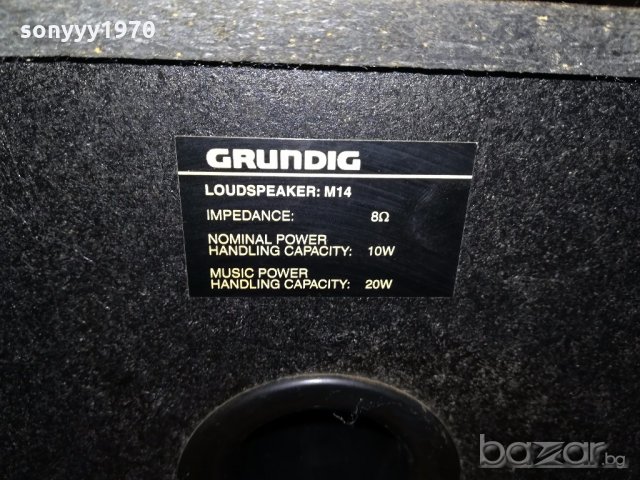 sonyyy1970
GRUNDIG
LOUDSPEAKER: M14
IMPEDANCE: 8Ω
NOMINAL POWER
HANDLING CAPACITY: 10W
MUSIC POWER
HANDLING CAPACITY: 20W
bazar.bg